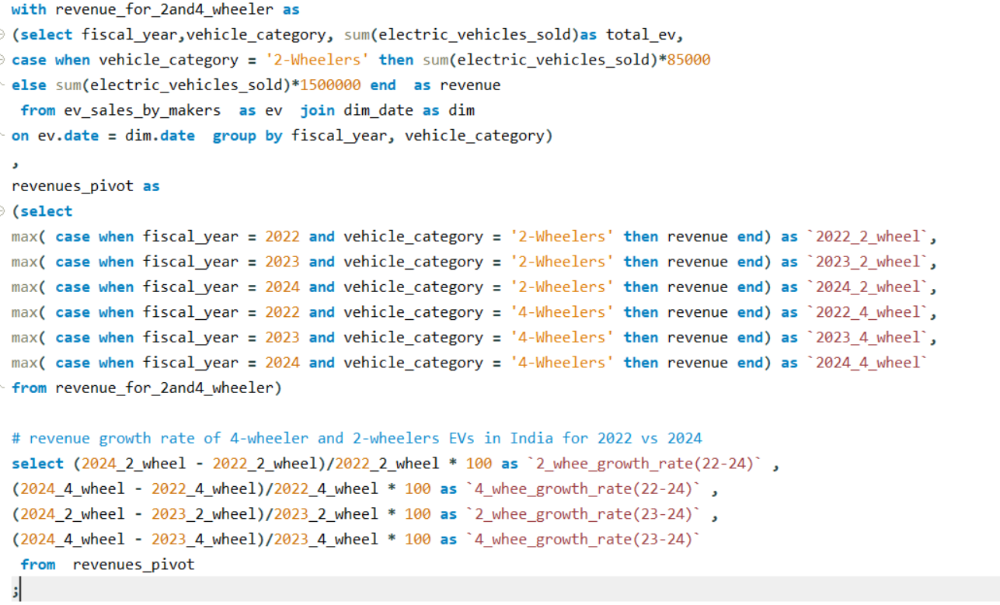 with revenue_for_2and4_wheeler as
(select fiscal_year,vehicle_category, sum(electric_vehicles_sold)as total_ev,
case when vehicle_category = '2-Wheelers' then sum(electric_vehicles_sold)*85000
else sum(electric_vehicles_sold)*1500000 end  as revenue
 from ev_sales_by_makers  as ev  join dim_date as dim
on ev.date = dim.date  group by fiscal_year, vehicle_category)
,
revenues_pivot as
(select
max( case when fiscal_year = 2022 and vehicle_category = '2-Wheelers' then revenue end) as `2022_2_wheel`,
max( case when fiscal_year = 2023 and vehicle_category = '2-Wheelers' then revenue end) as `2023_2_wheel`,
max( case when fiscal_year = 2024 and vehicle_category = '2-Wheelers' then revenue end) as `2024_2_wheel`,
max( case when fiscal_year = 2022 and vehicle_category = '4-Wheelers' then revenue end) as `2022_4_wheel`,
max( case when fiscal_year = 2023 and vehicle_category = '4-Wheelers' then revenue end) as `2023_4_wheel`,
max( case when fiscal_year = 2024 and vehicle_category = '4-Wheelers' then revenue end) as `2024_4_wheel`
from revenue_for_2and4_wheeler)
# revenue growth rate of 4-wheeler and 2-wheelers EVs in India for 2022 vs 2024
select (2024_2_wheel - 2022_2_wheel)/2022_2_wheel * 100 as `2_whee_growth_rate(22-24)` ,
(2024_4_wheel - 2022_4_wheel)/2022_4_wheel * 100 as `4_whee_growth_rate(22-24)` ,
(2024_2_wheel - 2023_2_wheel)/2023_2_wheel * 100 as `2_whee_growth_rate(23-24)` ,
(2024_4_wheel - 2023_4_wheel)/2023_4_wheel * 100 as `4_whee_growth_rate(23-24)`
 from  revenues_pivot
;